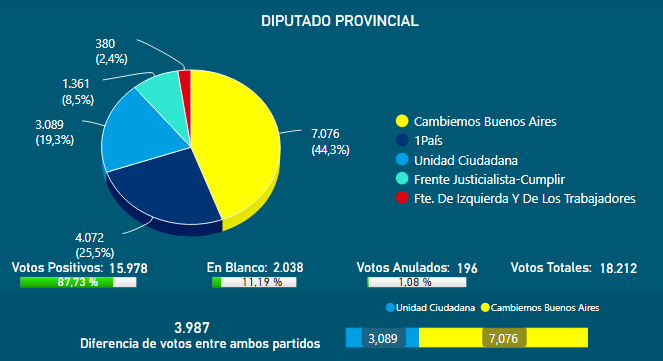 DIPUTADO PROVINCIAL
380
(2,4%)
1.361
(8,5%)
3.089
(19,3%)
7.076
(44,3%)
4.072
(25,5%)
Cambiemos Buenos Aires
1País
Unidad Ciudadana
Frente Justicialista-Cumplir
Fte. De Izquierda Y De Los Trabajadores
Votos Positivos: 15.978
87,73 %
En Blanco: 2.038
11,19 %
Votos Anulados: 196
1,08 %
Votos Totales: 18.212
Unidad Ciudadana Cambiemos Buenos Aires
3.987
Diferencia de votos entre ambos partidos
3,089 7,076